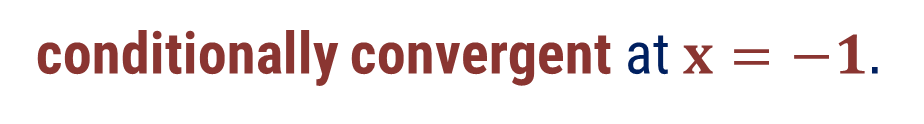 conditionally convergent at x = −1.